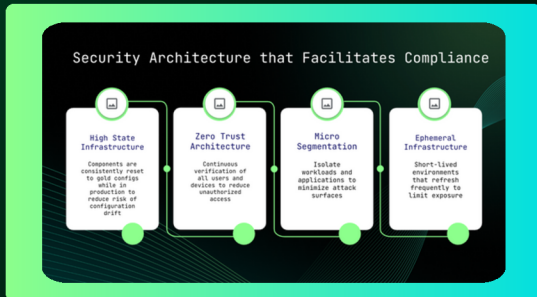 Security Architecture that Facilitates Compliance
High State
Infrastructure
Components are
consistently reset
to gold configs
while in
production to
reduce risk of
configuration
drift
Zero Trust
Architecture
Continuous
verification of
all users and
devices to reduce
unauthorized
access
Micro
Segmentation
Isolate
workloads and
applications to
minimize attack
surfaces
Ephemeral
Infrastructure
Short-lived
environments
that refresh
frequently to
limit exposure